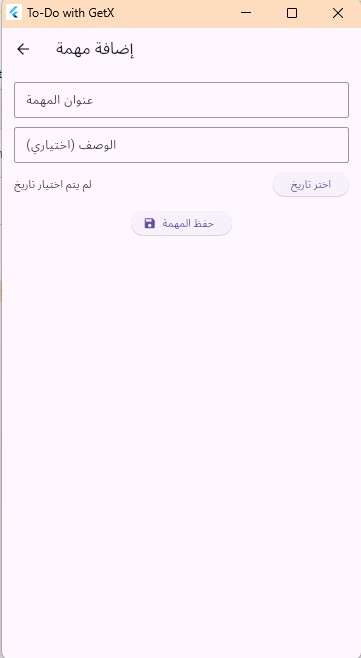 To-Do with GetX
إضافة مهمة
عنوان المهمة
الوصف (اختياري)
لم يتم اختيار تاريخ
اختر تاريخ
حفظ المهمة